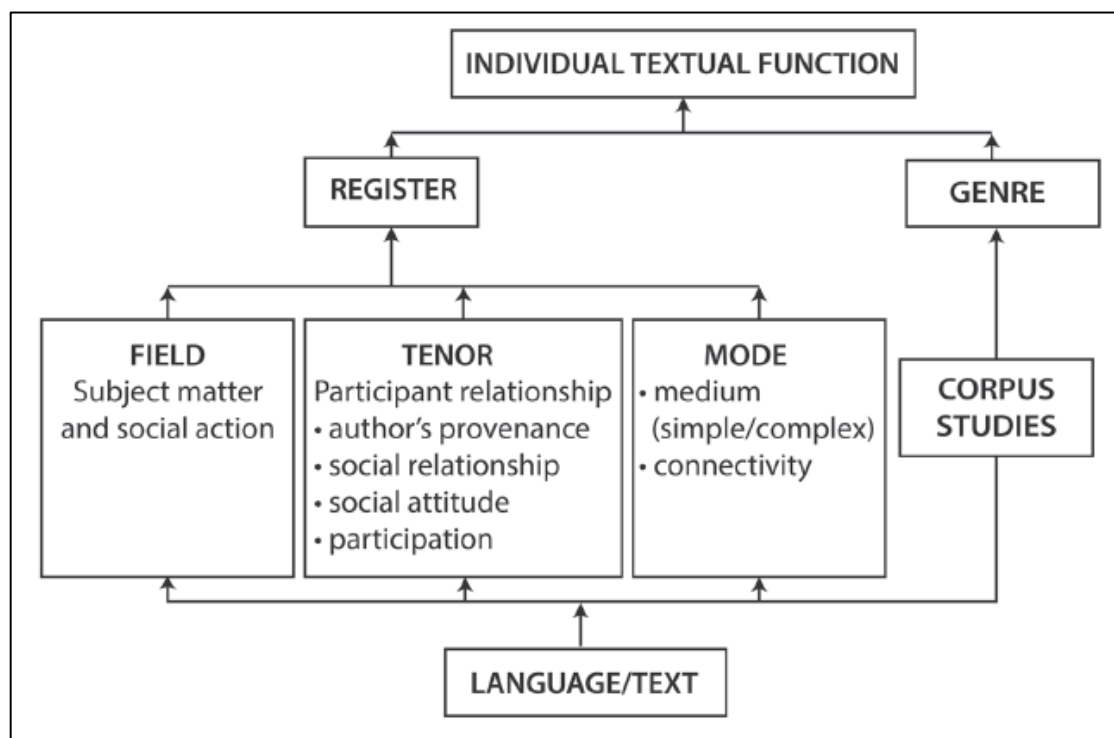 INDIVIDUAL TEXTUAL FUNCTION
REGISTER
GENRE
FIELD
Subject matter
and social action
TENOR
Participant relationship
• author's provenance
• social relationship
• social attitude
• participation
MODE
• medium
(simple/complex)
• connectivity
CORPUS
STUDIES
LANGUAGE/TEXT